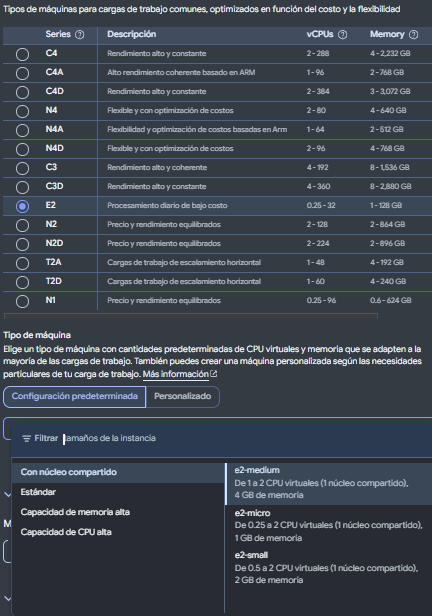 Tipos de máquinas para cargas de trabajo comunes, optimizados en función del costo y la flexibilidad
Series Descripción vCPUs Memory
C4 Rendimiento alto y constante 2 - 288 4 - 2,232 GB
C4A Alto rendimiento coherente basado en ARM 1 - 96 2 - 768 GB
C4D Rendimiento alto y constante 2 - 384 3 - 3,072 GB
N4 Flexible y con optimización de costos 2 - 80 4 - 640 GB
N4A Flexibilidad y optimización de costos basadas en Arm 1 - 64 2 - 512 GB
N4D Flexible y con optimización de costos 2 - 96 4 - 768 GB
C3 Rendimiento alto y coherente 4 - 192 8 - 1,536 GB
C3D Rendimiento alto y constante 4 - 360 8 - 2,880 GB
E2 Procesamiento diario de bajo costo 0.25 - 32 1 - 128 GB
N2 Precio y rendimiento equilibrados 2 - 128 2 - 864 GB
N2D Precio y rendimiento equilibrados 2 - 224 2 - 896 GB
T2A Cargas de trabajo de escalamiento horizontal 1 - 48 4 - 192 GB
T2D Cargas de trabajo de escalamiento horizontal 1 - 60 4 - 240 GB
N1 Precio y rendimiento equilibrados 0.25 - 96 0.6 - 624 GB
Tipo de máquina
Elige un tipo de máquina con cantidades predeterminadas de CPU virtuales y memoria que se adapten a la
mayoría de las cargas de trabajo. También puedes crear una máquina personalizada según las necesidades
particulares de tu carga de trabajo. Más información
Configuración predeterminada Personalizado
Filtrar tamaños de la instancia
Con núcleo compartido
Estándar
Capacidad de memoria alta
Capacidad de CPU alta
e2-medium
De 1 a 2 CPU virtuales (1 núcleo compartido),
4 GB de memoria
e2-micro
De 0.25 a 2 CPU virtuales (1 núcleo compartido),
1 GB de memoria
e2-small
De 0.5 a 2 CPU virtuales (1 núcleo compartido),
2 GB de memoria
M